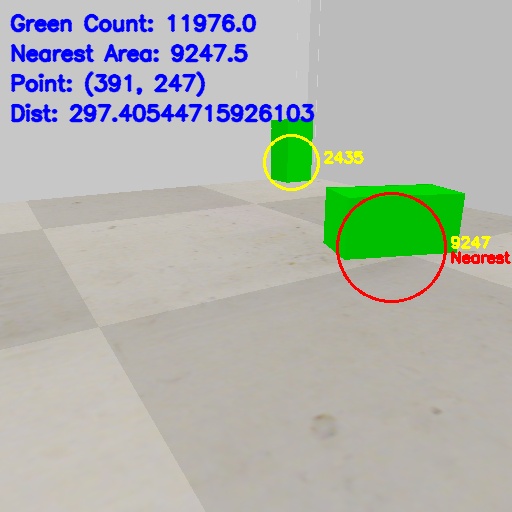 Green Count: 11976.0
Nearest Area: 9247.5
Point: (391, 247)
Dist: 297.40544715926103
2435
9247
Nearest